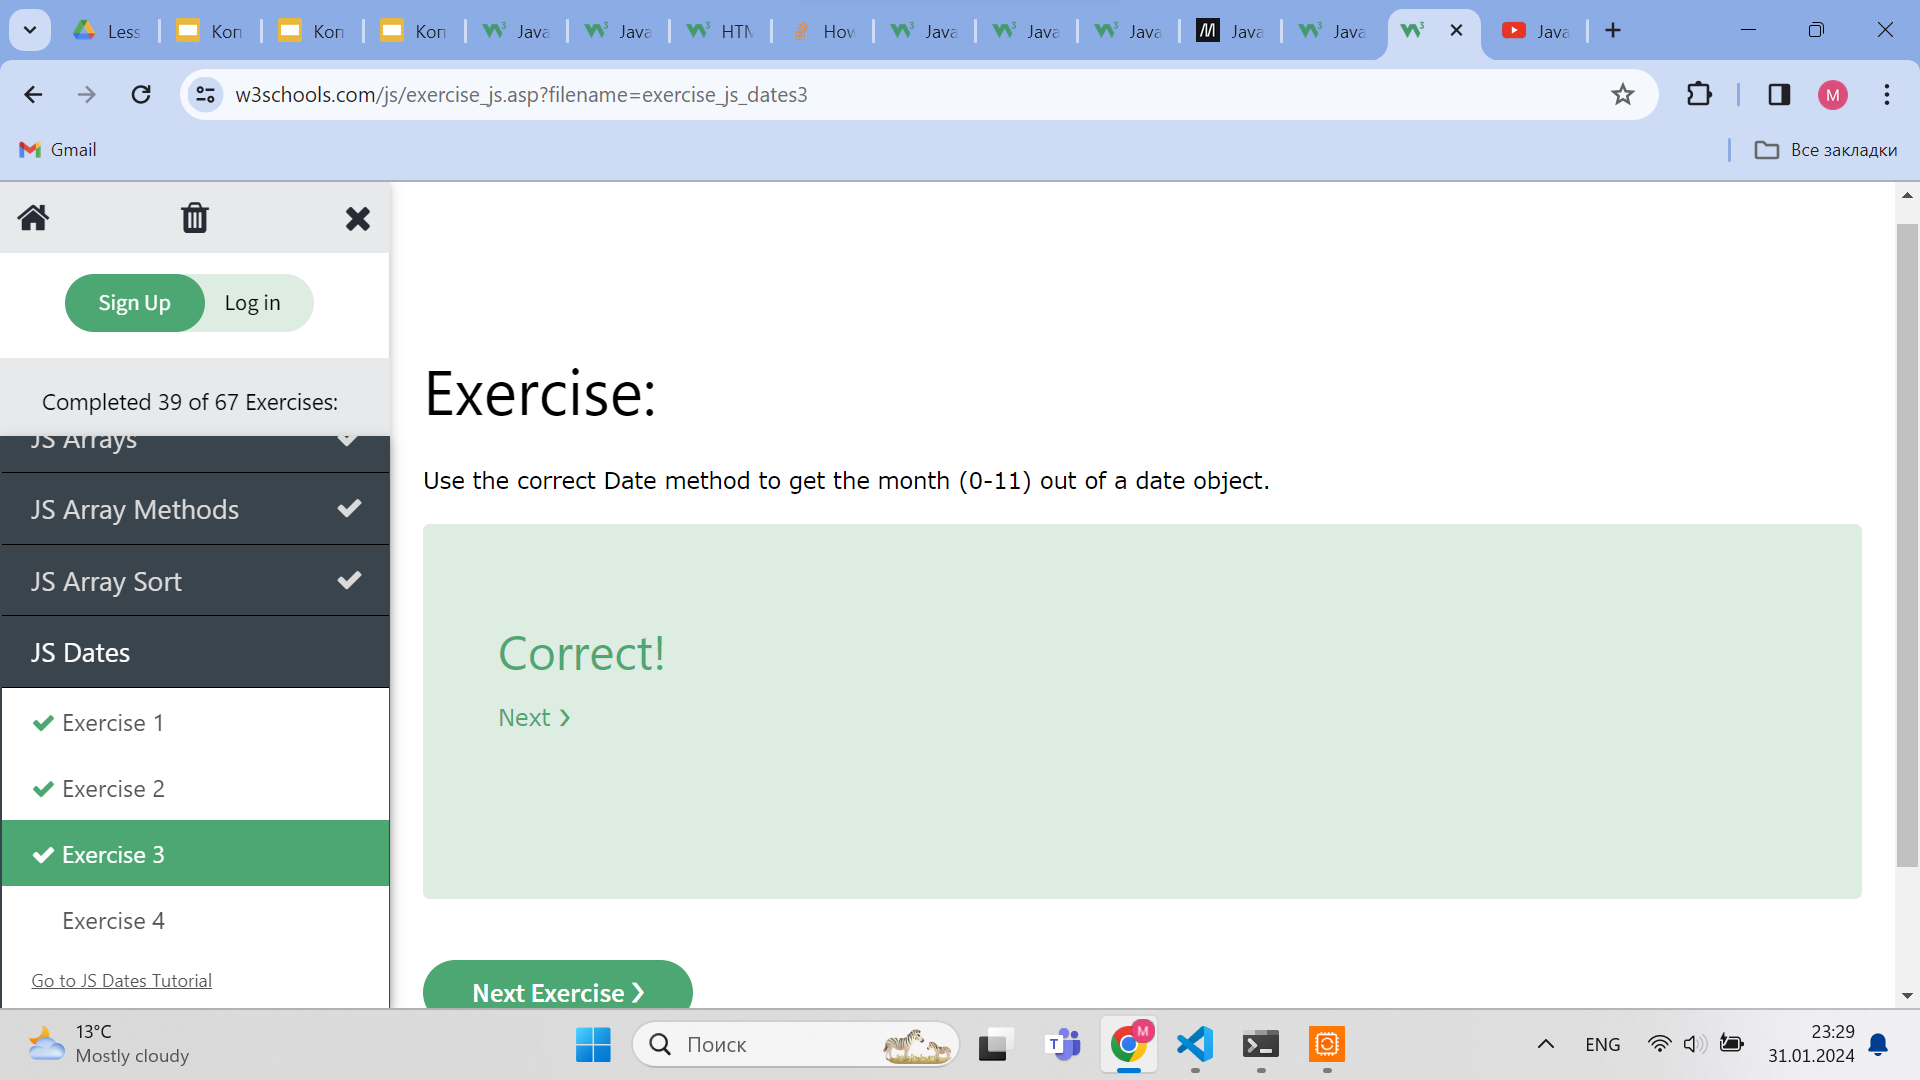 Less
Kon
Kon
Kon
Java
Java
HTM
How
Java
Java
Java
Java
Java
Java
w3schools.com/js/exercise_js.asp?filename=exercise_js_dates3
M
Gmail
Все закладки
Sign Up
Log in
Completed 39 of 67 Exercises:
JS Arrays
JS Array Methods
JS Array Sort
JS Dates
Exercise 1
Exercise 2
Exercise 3
Exercise 4
Go to JS Dates Tutorial
Exercise:
Use the correct Date method to get the month (0-11) out of a date object.
Correct!
Next ❯
Next Exercise ❯
13°C
Mostly cloudy
Поиск
ENG
23:29
31.01.2024